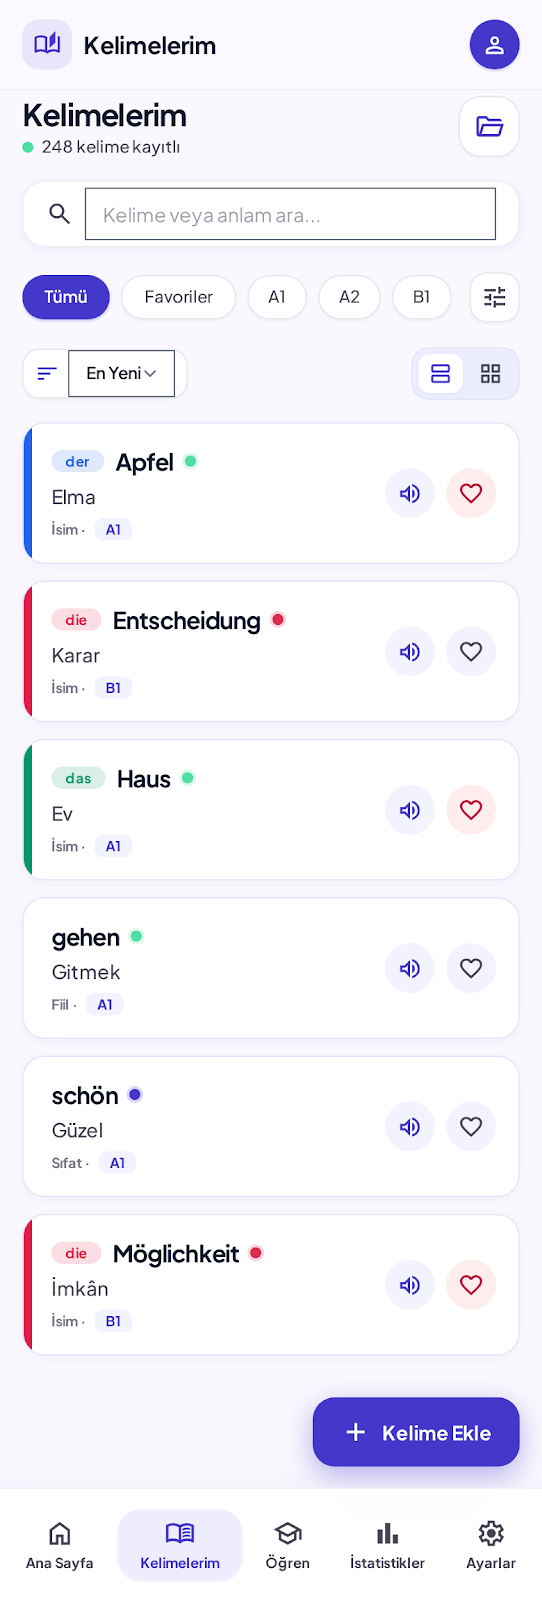 Kelimelerim
Kelimelerim
248 kelime kayıtlı
Kelime veya anlam ara...
Tümü
Favoriler
A1
A2
B1
En Yeni
der Apfel
Elma
İsim · A1
die Entscheidung
Karar
İsim · B1
das Haus
Ev
İsim · A1
gehen
Gitmek
Fiil · A1
schön
Güzel
Sıfat · A1
die Möglichkeit
İmkân
İsim · B1
+ Kelime Ekle
Ana Sayfa
Kelimelerim
Öğren
İstatistikler
Ayarlar